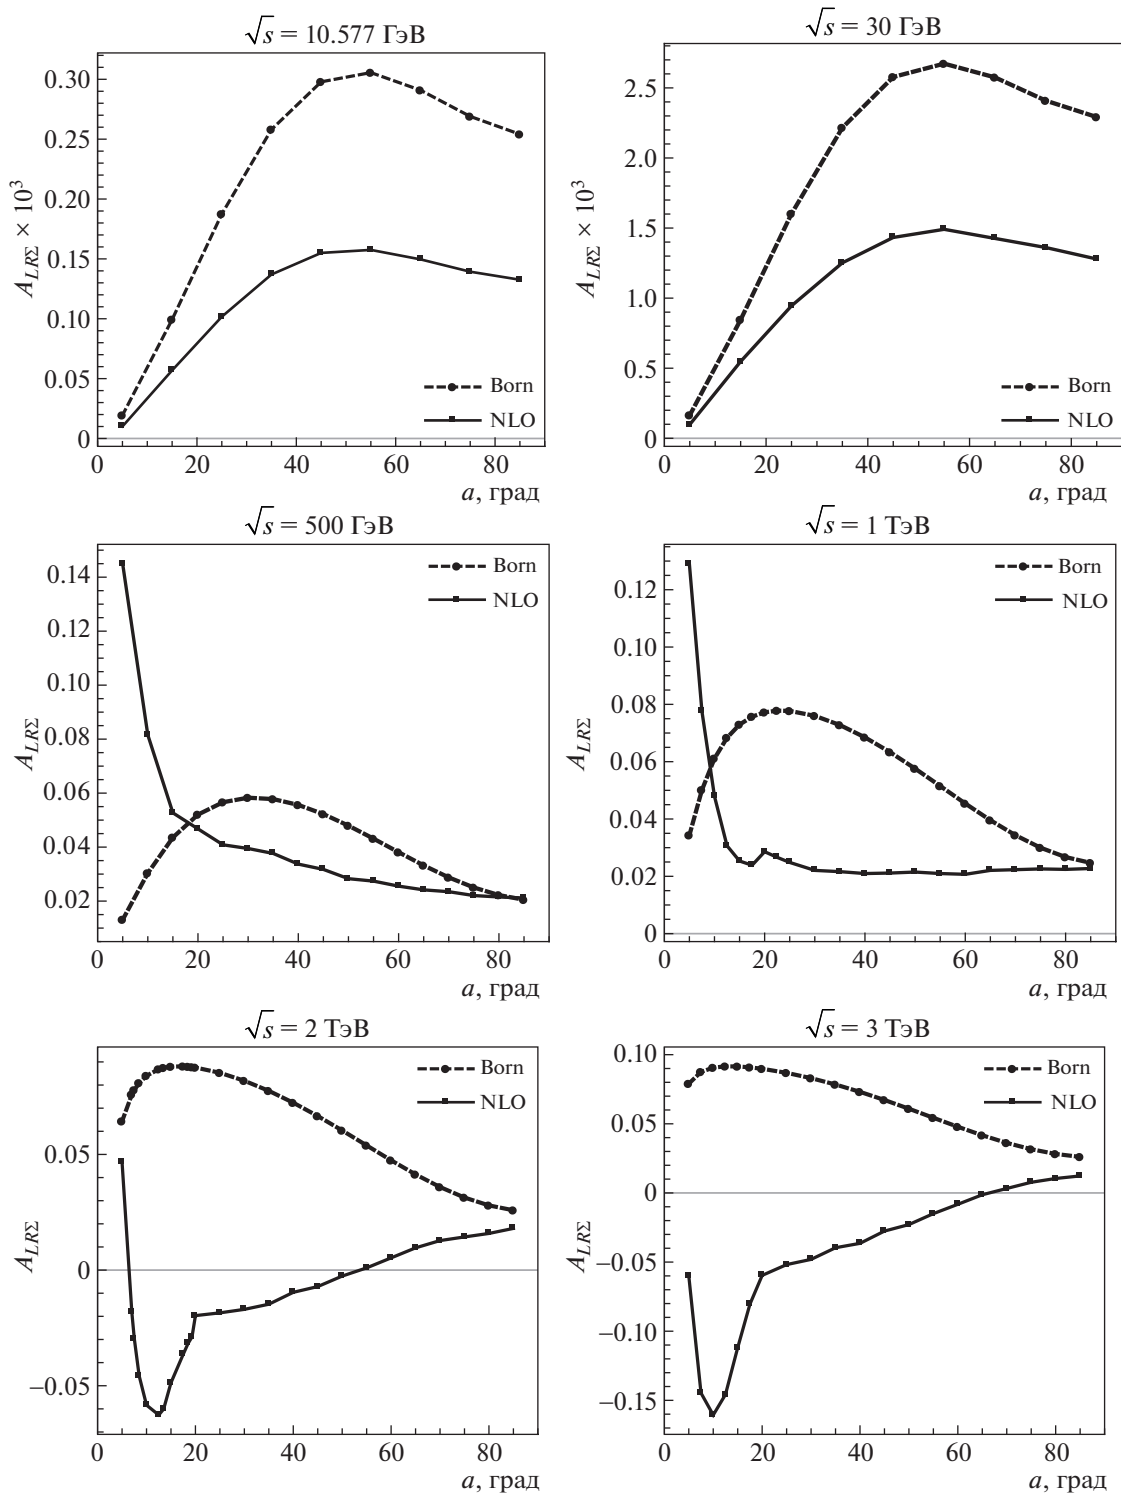 √s = 10.577 ГэВ
A_LRΣ × 10³
0.30
0.25
0.20
0.15
0.10
0.05
0
Born
NLO
0 20 40 60 80
a, град
√s = 30 ГэВ
A_LRΣ × 10³
2.5
2.0
1.5
1.0
0.5
0
Born
NLO
0 20 40 60 80
a, град
√s = 500 ГэВ
A_LRΣ
0.14
0.12
0.10
0.08
0.06
0.04
0.02
Born
NLO
0 20 40 60 80
a, град
√s = 1 ТэВ
A_LRΣ
0.12
0.10
0.08
0.06
0.04
0.02
0
Born
NLO
0 20 40 60 80
a, град
√s = 2 ТэВ
A_LRΣ
0.05
0
–0.05
Born
NLO
0 20 40 60 80
a, град
√s = 3 ТэВ
A_LRΣ
0.10
0.05
0
–0.05
–0.10
–0.15
Born
NLO
0 20 40 60 80
a, град